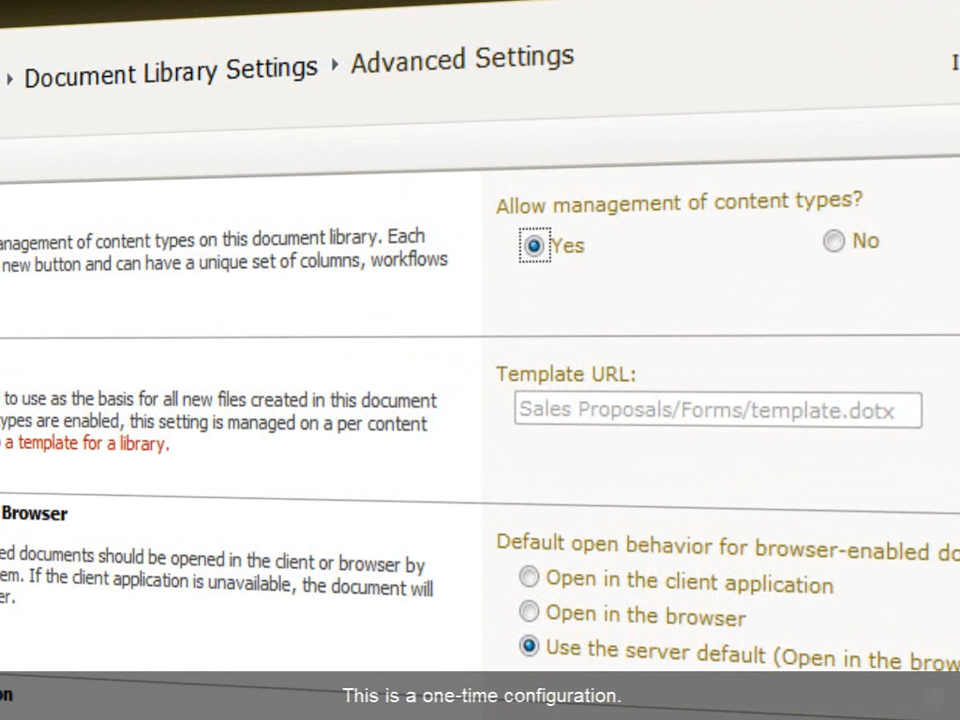 Document Library Settings Advanced Settings
Allow management of content types?
Yes No
anagement of content types on this document library. Each
new button and can have a unique set of columns, workflows
Template URL:
Sales Proposals/Forms/template.dotx
to use as the basis for all new files created in this document
ypes are enabled, this setting is managed on a per content
a template for a library.
Browser
Default open behavior for browser-enabled do
ed documents should be opened in the client or browser by
em. If the client application is unavailable, the document will
er.
Open in the client application
Open in the browser
Use the server default (Open in the brow
on
This is a one-time configuration.